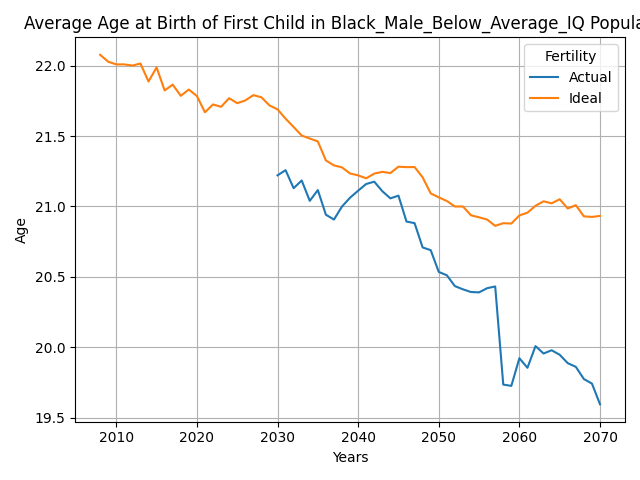 Average Age at Birth of First Child in Black_Male_Below_Average_IQ Popula
Fertility
Actual
Ideal
Age
22.0
21.5
21.0
20.5
20.0
19.5
2010 2020 2030 2040 2050 2060 2070
Years